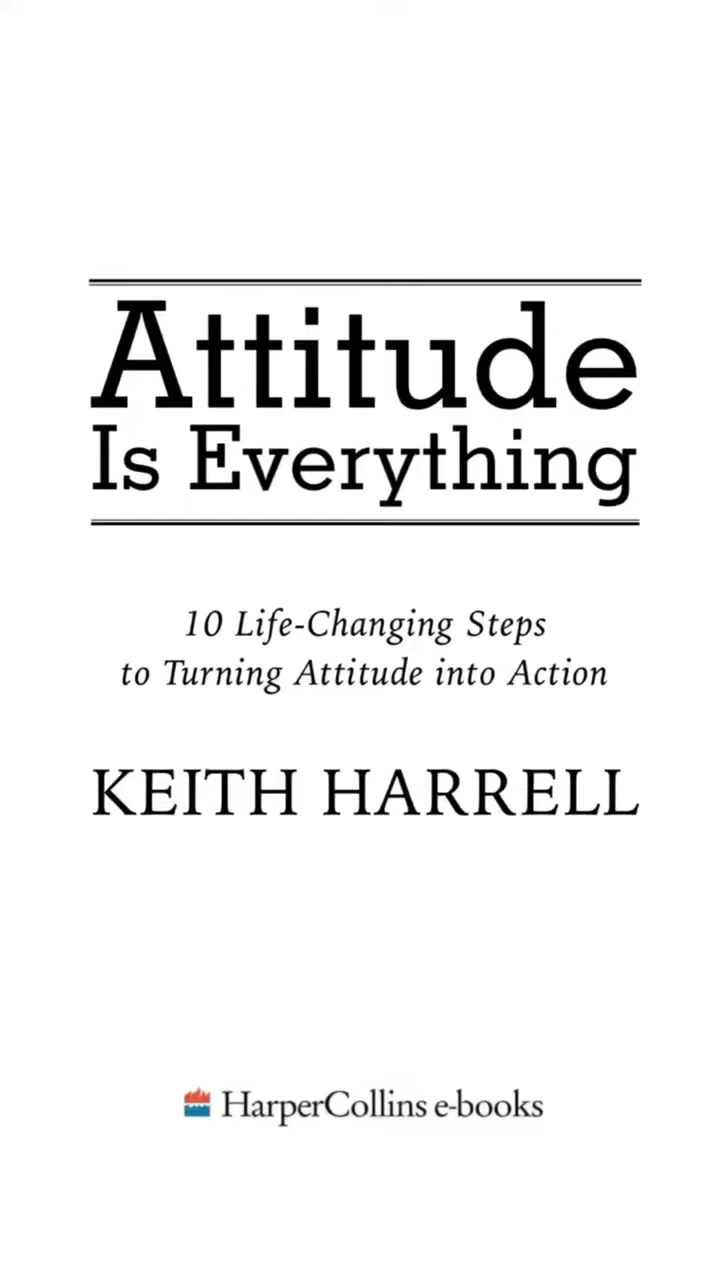 Attitude
Is Everything
10 Life-Changing Steps
to Turning Attitude into Action
KEITH HARRELL
HarperCollins e-books